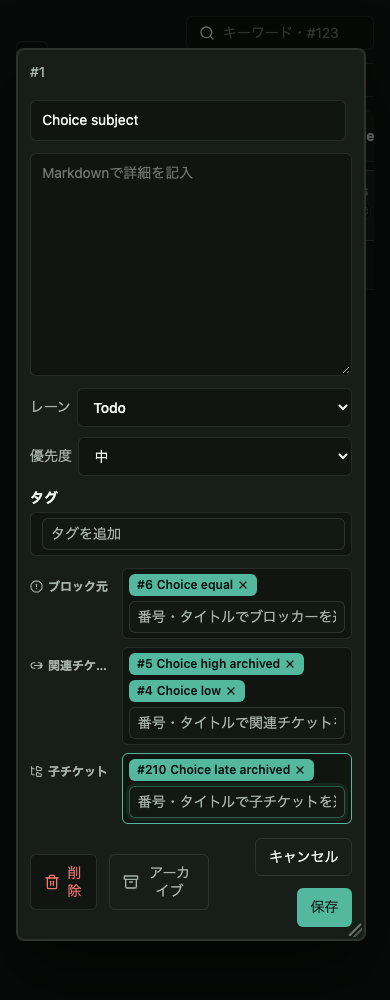 キーワード・#123
#1
Choice subject
Markdownで詳細を記入
レーン
Todo
優先度
中
タグ
タグを追加
ブロック元
#6 Choice equal ×
番号・タイトルでブロッカーを
関連チケ...
#5 Choice high archived ×
#4 Choice low ×
番号・タイトルで関連チケット
子チケット
#210 Choice late archived ×
番号・タイトルで子チケットを
キャンセル
削
除
アーカ
イブ
保存